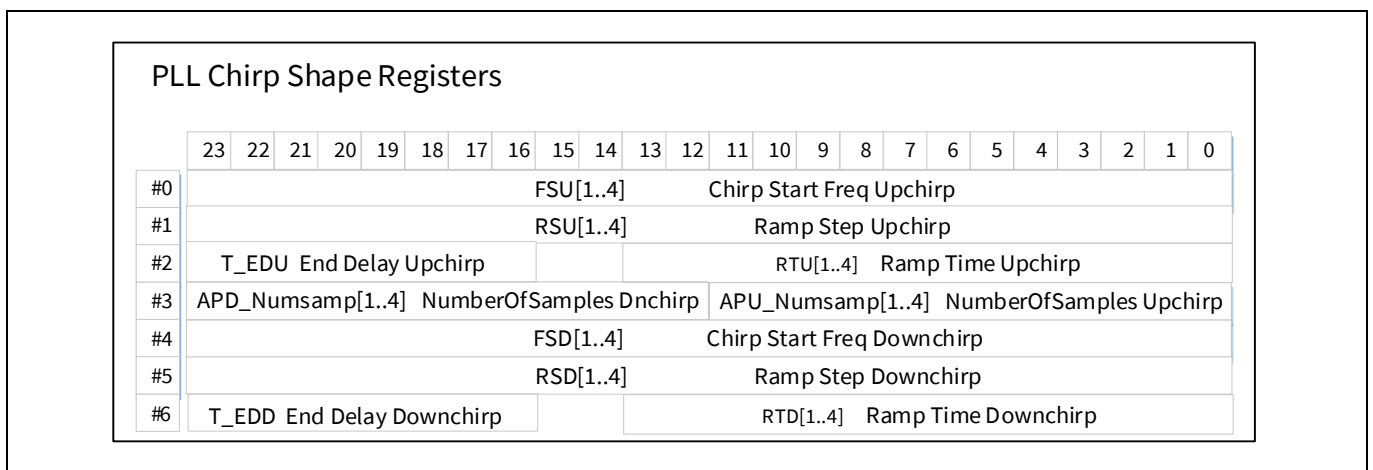 PLL Chirp Shape Registers
23 22 21 20 19 18 17 16 15 14 13 12 11 10 9 8 7 6 5 4 3 2 1 0
#0 FSU[1..4] Chirp Start Freq Upchirp
#1 RSU[1..4] Ramp Step Upchirp
#2 T_EDU End Delay Upchirp RTU[1..4] Ramp Time Upchirp
#3 APD_Numsamp[1..4] NumberOfSamples Dnchirp APU_Numsamp[1..4] NumberOfSamples Upchirp
#4 FSD[1..4] Chirp Start Freq Downchirp
#5 RSD[1..4] Ramp Step Downchirp
#6 T_EDD End Delay Downchirp RTD[1..4] Ramp Time Downchirp